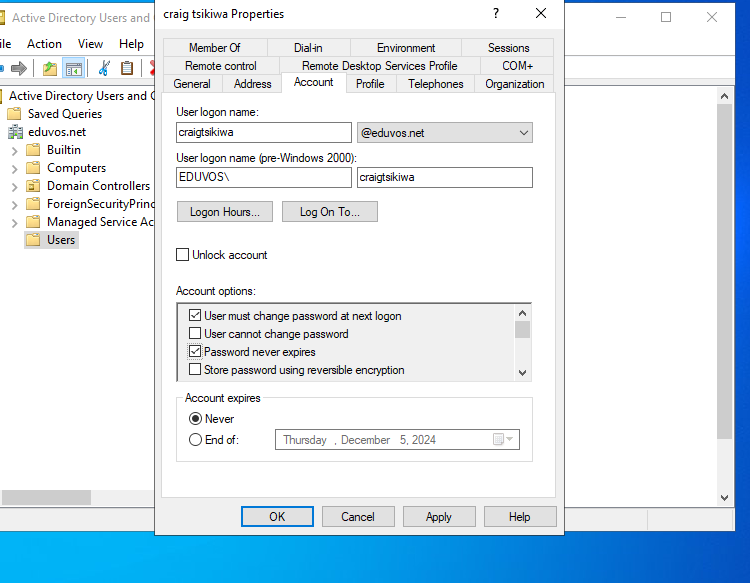 Active Directory Users and
craig tsikiwa Properties
?
ile Action View Help
Member Of Dial-in Environment Sessions
Remote control Remote Desktop Services Profile COM+
General Address Account Profile Telephones Organization
Active Directory Users and C
Saved Queries
eduvos.net
Builtin
Computers
Domain Controllers
ForeignSecurityPrinc
Managed Service Ac
Users
User logon name:
craigtsikiwa @eduvos.net
User logon name (pre-Windows 2000):
EDUVOS\ craigtsikiwa
Logon Hours... Log On To...
Unlock account
Account options:
User must change password at next logon
User cannot change password
Password never expires
Store password using reversible encryption
Account expires
Never
End of: Thursday , December 5, 2024
OK Cancel Apply Help